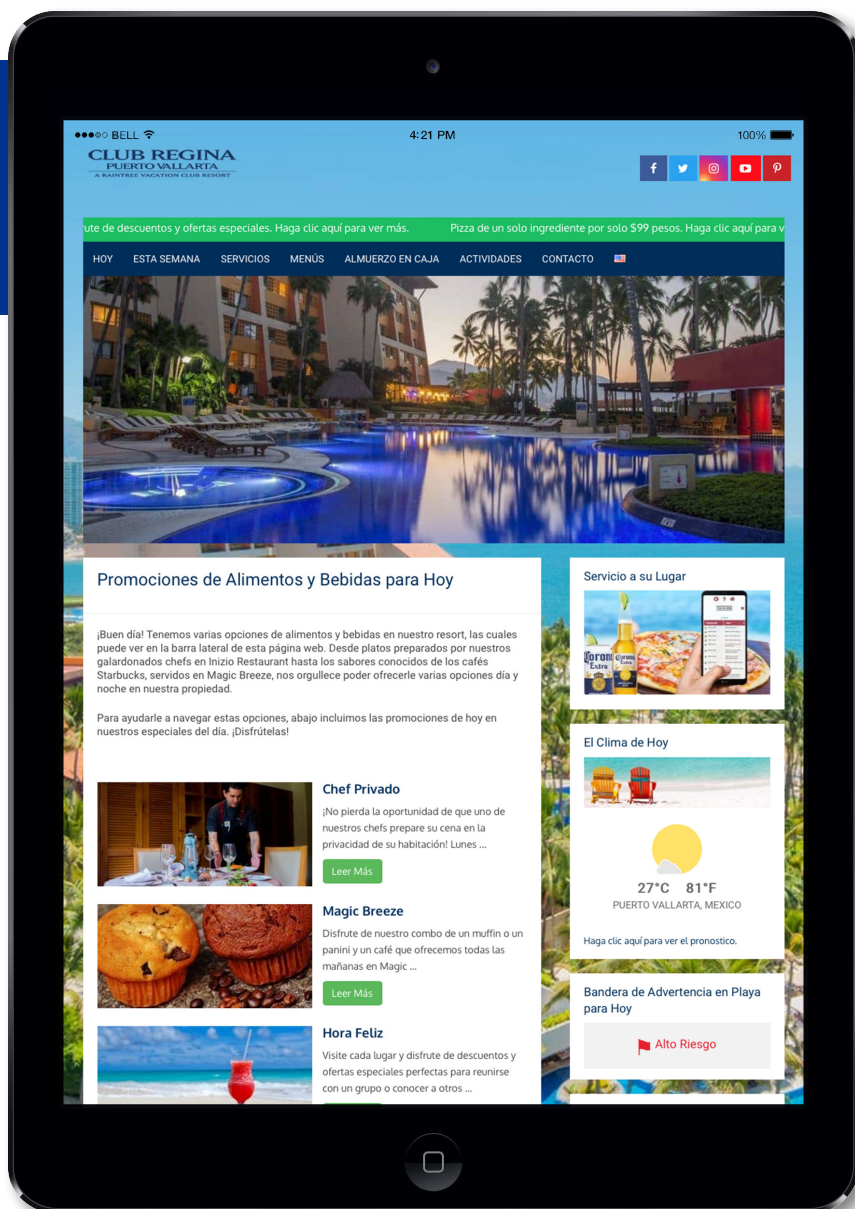 BELL
4:21 PM
100%
CLUB REGINA
PUERTO VALLARTA
A RAINTREE VACATION CLUB RESORT
rute de descuentos y ofertas especiales. Haga clic aquí para ver más. Pizza de un solo ingrediente por solo $99 pesos. Haga clic aquí para v
HOY ESTA SEMANA SERVICIOS MENÚS ALMUERZO EN CAJA ACTIVIDADES CONTACTO
Promociones de Alimentos y Bebidas para Hoy
¡Buen día! Tenemos varias opciones de alimentos y bebidas en nuestro resort, las cuales
puede ver en la barra lateral de esta página web. Desde platos preparados por nuestros
galardonados chefs en Inizio Restaurant hasta los sabores conocidos de los cafés
Starbucks, servidos en Magic Breeze, nos orgullece poder ofrecerle varias opciones día y
noche en nuestra propiedad.
Para ayudarle a navegar estas opciones, abajo incluimos las promociones de hoy en
nuestros especiales del día. ¡Disfrútelas!
Chef Privado
¡No pierda la oportunidad de que uno de
nuestros chefs prepare su cena en la
privacidad de su habitación! Lunes ...
Leer Más
Magic Breeze
Disfrute de nuestro combo de un muffin o un
panini y un café que ofrecemos todas las
mañanas en Magic ...
Leer Más
Hora Feliz
Visite cada lugar y disfrute de descuentos y
ofertas especiales perfectas para reunirse
con un grupo o conocer a otros ...
Servicio a su Lugar
Corona
Extra
Extra
El Clima de Hoy
27°C 81°F
PUERTO VALLARTA, MEXICO
Haga clic aquí para ver el pronostico.
Bandera de Advertencia en Playa
para Hoy
Alto Riesgo